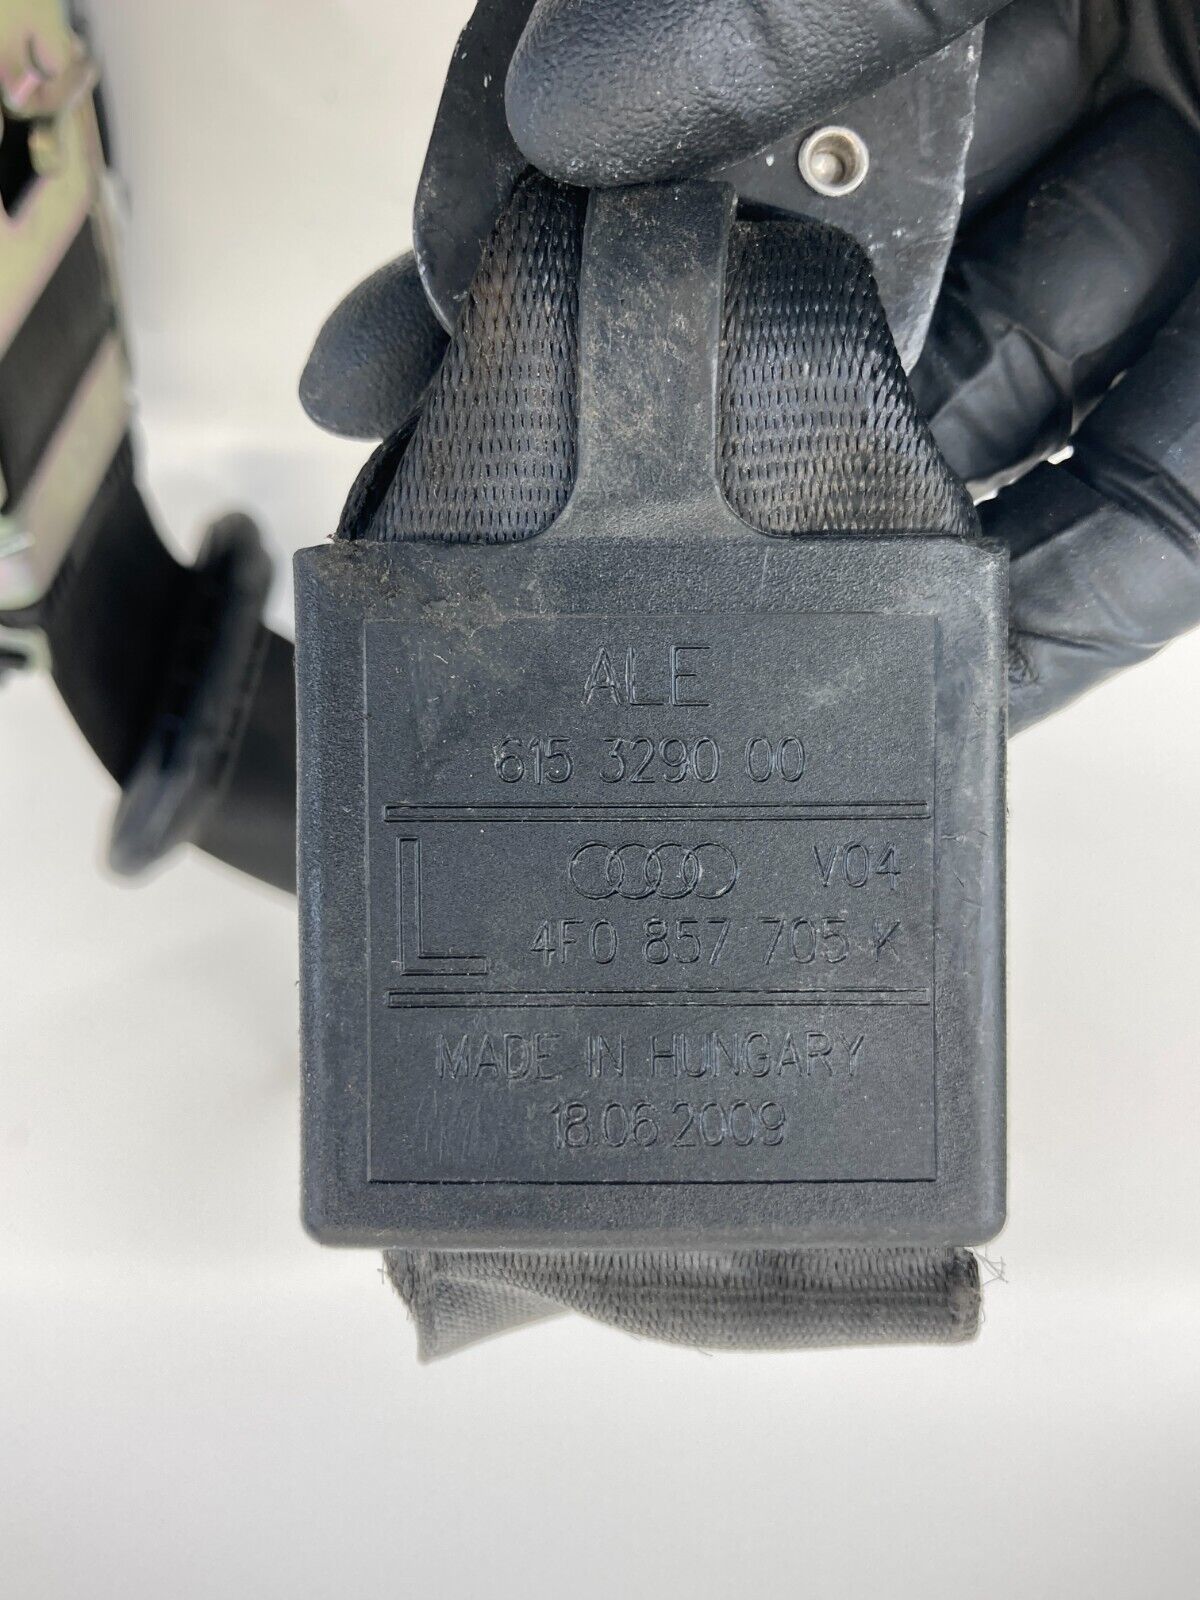 ALE
615 3290 00
L
V04
4F0 857 705 K
MADE IN HUNGARY
18.06.2009